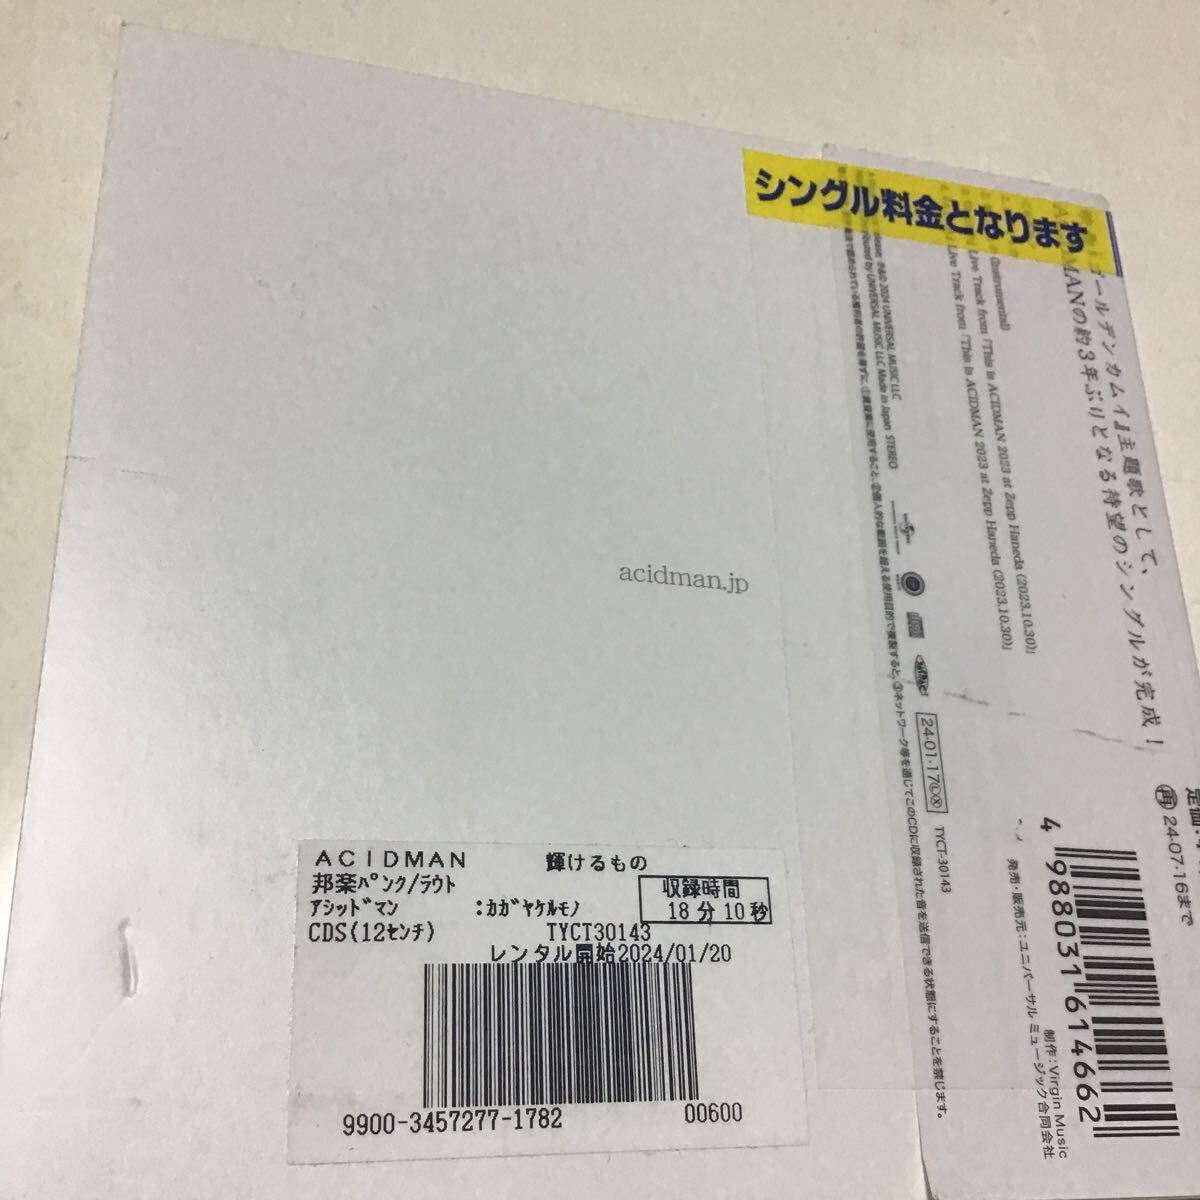 シングル料金となります
ゴールデンカムイ』主題歌として、
MANの約3年ぶりとなる待望のシングルが完成！
(Instrumental)
Live Track from「This is ACIDMAN 2023 at Zepp Haneda (2023.10.30)」
Live Track from「This is ACIDMAN 2023 at Zepp Haneda (2023.10.30)」
℗&© 2024 UNIVERSAL MUSIC LLC
by UNIVERSAL MUSIC LLC Made in Japan STEREO
acidman.jp
24・01・17
TYCT-30143
再 24・07・16まで
発売・販売元：ユニバーサル ミュージック合同会社
制作：Virgin Music
4 988031 614662
ACIDMAN 輝けるもの
邦楽ﾊﾟﾝｸ/ﾗｳﾄﾞ
収録時間
18分10秒
ｱｼｯﾄﾞﾏﾝ :ｶｶﾞﾔｹﾙﾓﾉ
CDS(12ｾﾝﾁ) TYCT30143
レンタル開始2024/01/20
9900-3457277-1782 00600